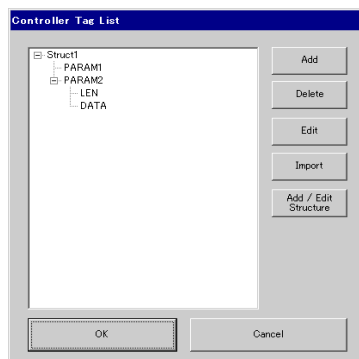 Controller Tag List
Struct1
PARAM1
PARAM2
LEN
DATA
Add
Delete
Edit
Import
Add / Edit
Structure
OK
Cancel